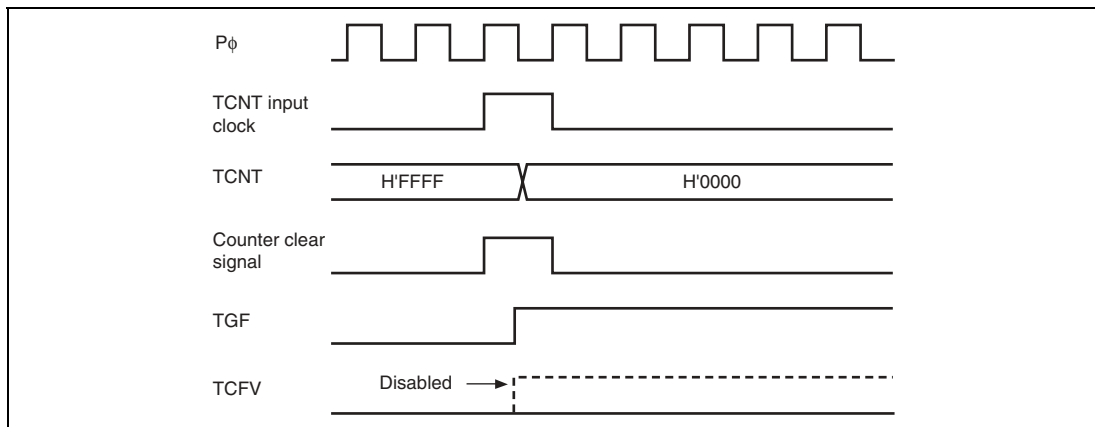 Pϕ
TCNT input
clock
TCNT
H'FFFF
H'0000
Counter clear
signal
TGF
TCFV
Disabled